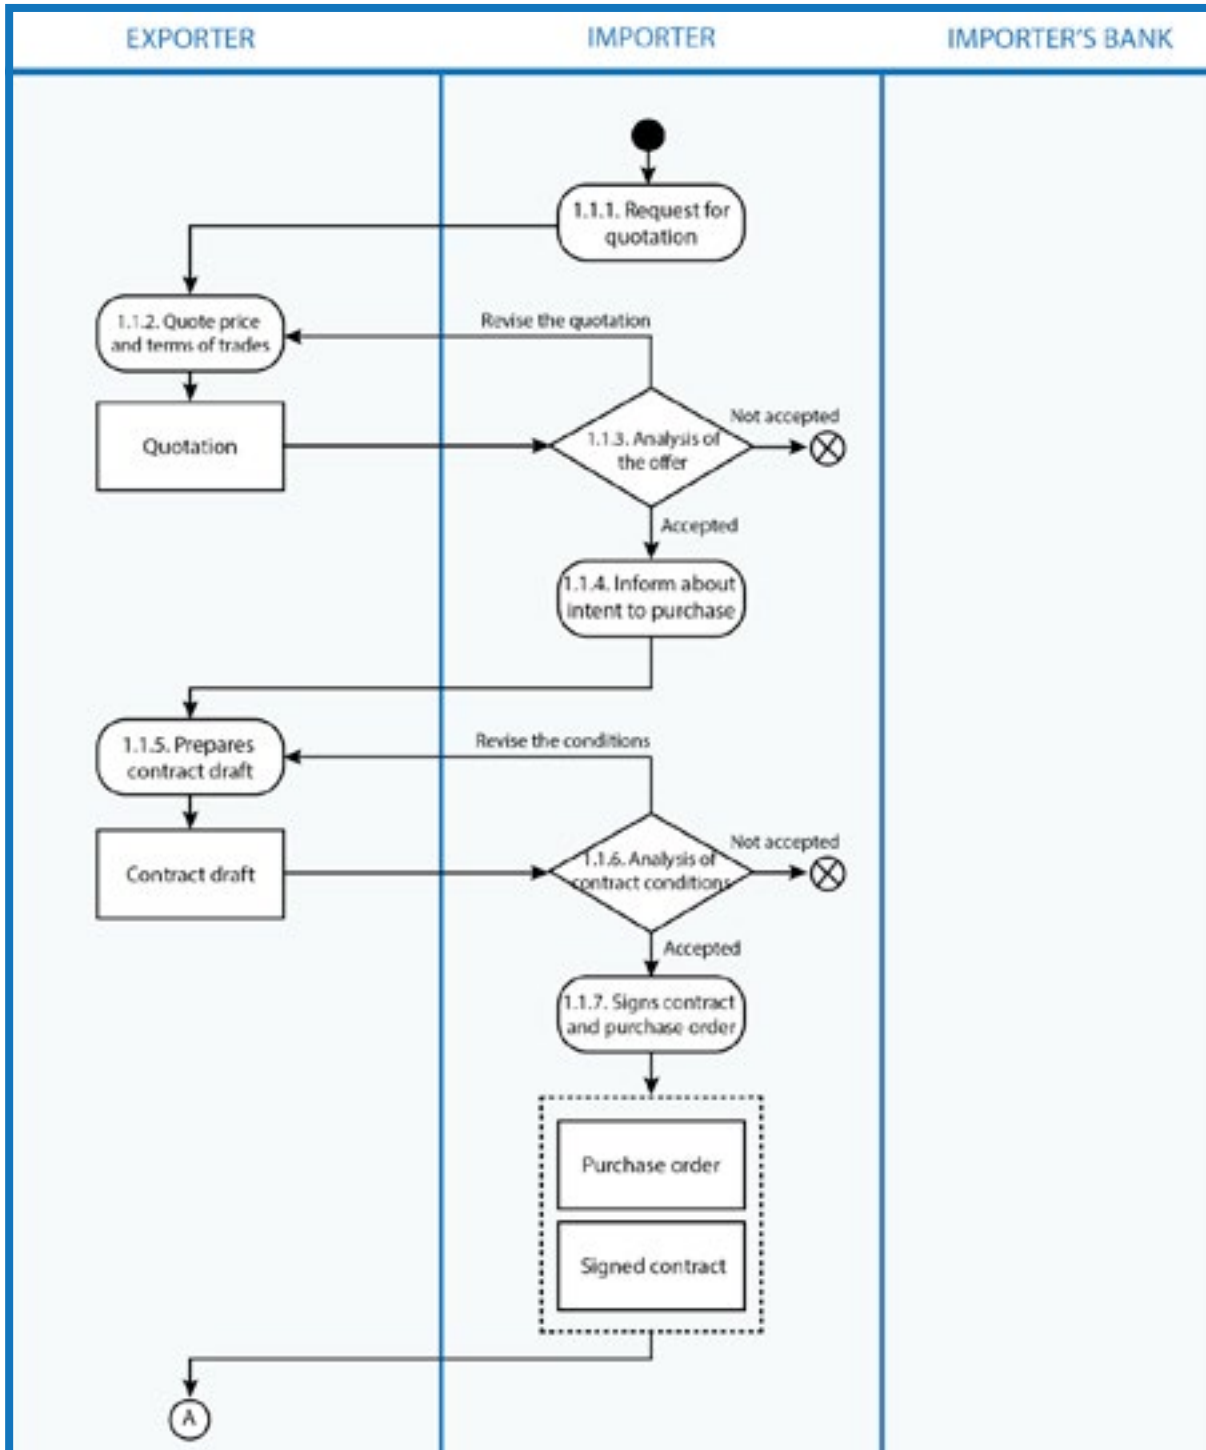 EXPORTER
IMPORTER
IMPORTER'S BANK
1.1.1. Request for
quotation
1.1.2. Quote price
and terms of trades
Revise the quotation
Quotation
1.1.3. Analysis of
the offer
Not accepted
Accepted
1.1.4. Inform about
intent to purchase
1.1.5. Prepares
contract draft
Revise the conditions
Contract draft
1.1.6. Analysis of
contract conditions
Not accepted
Accepted
1.1.7. Signs contract
and purchase order
Purchase order
Signed contract
A